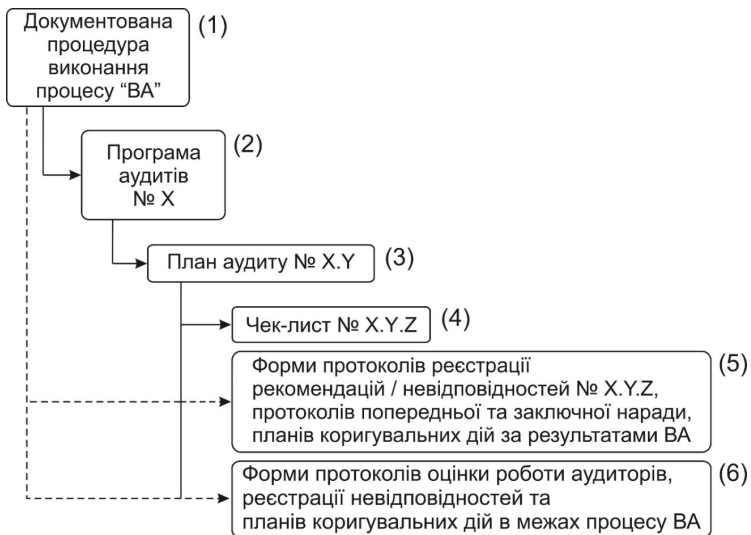 Документована
процедура
виконання
процесу “ВА”
(1)
Програма
аудитів
№ X
(2)
План аудиту № X.Y
(3)
Чек-лист № X.Y.Z
(4)
Форми протоколів реєстрації
рекомендацій / невідповідностей № X.Y.Z,
протоколів попередньої та заключної наради,
планів коригувальних дій за результатами ВА
(5)
Форми протоколів оцінки роботи аудиторів,
реєстрації невідповідностей та
планів коригувальних дій в межах процесу ВА
(6)